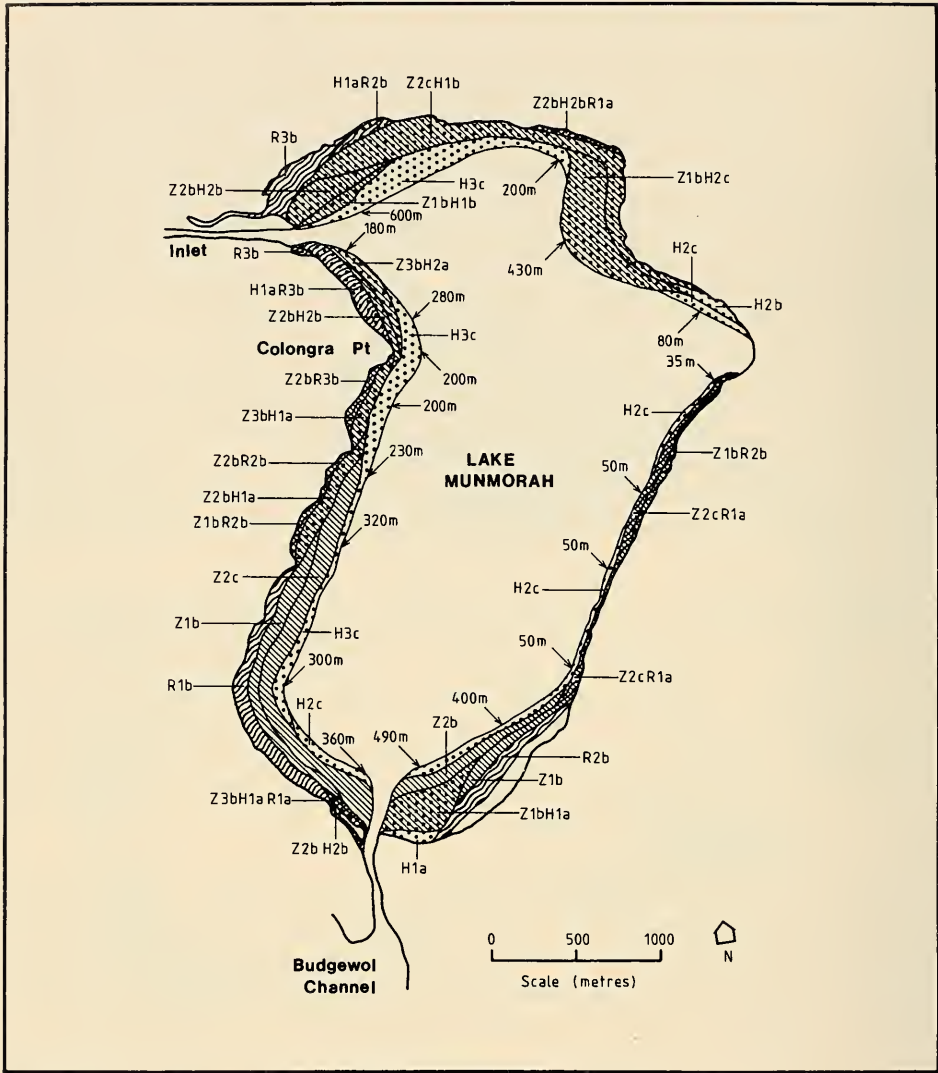 H1aR2b
Z2cH1b
Z2bH2bR1a
R3b
Z2bH2b
H3c
200m
Z1bH2c
Z1bH1b
600m
180m
Inlet
R3b
Z3bH2a
430m
H2c
H1aR3b
280m
H2b
Z2bH2b
H3c
80m
Colongra Pt
35m
Z2bR3b
200m
200m
H2c
Z3bH1a
Z1bR2b
230m
LAKE
MUNMORAH
Z2bR2b
50m
Z2bH1a
Z2cR1a
Z1bR2b
320m
50m
Z2c
H2c
Z1b
H3c
50m
300m
Z2cR1a
R1b
H2c
400m
Z2b
360m
490m
R2b
Z1b
Z3bH1a R1a
Z1bH1a
Z2b H2b
H1a
0 500 1000
N
Scale (metres)
Budgewol
Channel